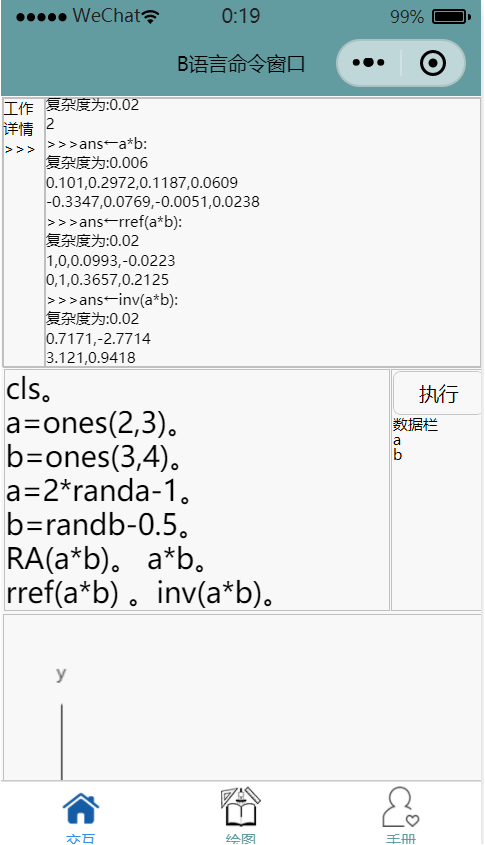 WeChat 0:19 99%
B语言命令窗口
工作
详情
>>>
复杂度为:0.02
2
>>>ans←a*b:
复杂度为:0.006
0.101,0.2972,0.1187,0.0609
-0.3347,0.0769,-0.0051,0.0238
>>>ans←rref(a*b):
复杂度为:0.02
1,0,0.0993,-0.0223
0,1,0.3657,0.2125
>>>ans←inv(a*b):
复杂度为:0.02
0.7171,-2.7714
3.121,0.9418
cls。
a=ones(2,3)。
b=ones(3,4)。
a=2*randa-1。
b=randb-0.5。
RA(a*b)。 a*b。
rref(a*b) 。inv(a*b)。
执行
数据栏
a
b
y
交互 绘图 手册